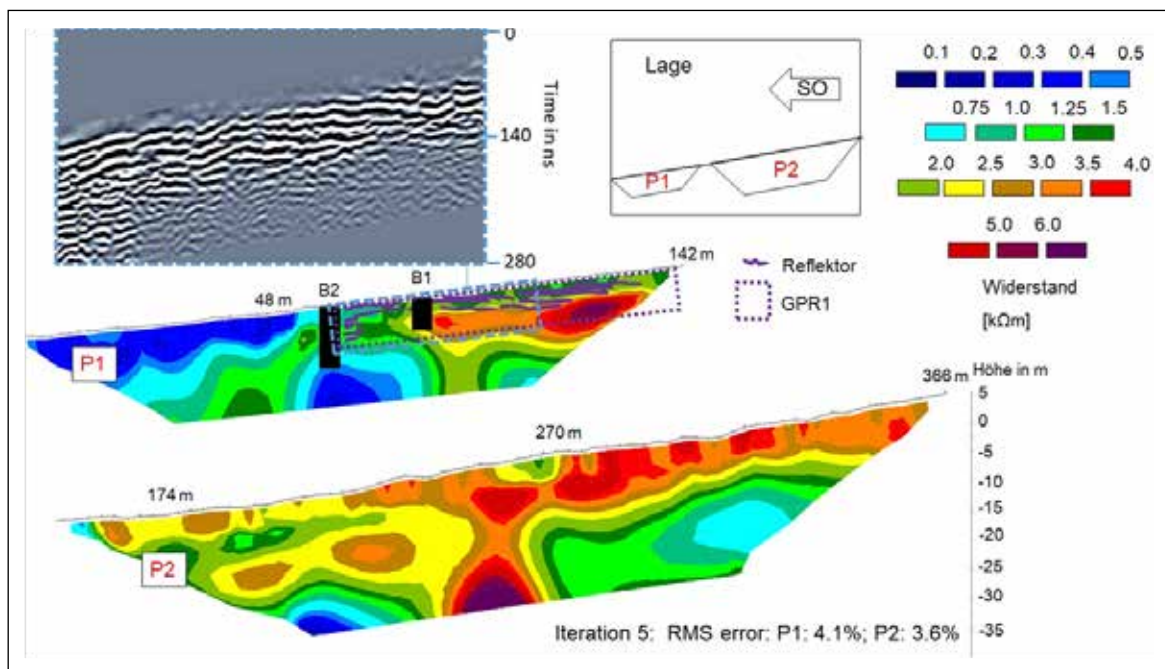 0
Time in ns
140
280
Lage
SO
P1
P2
0.1 0.2 0.3 0.4 0.5
0.75 1.0 1.25 1.5
2.0 2.5 3.0 3.5 4.0
5.0 6.0
Widerstand
[kΩm]
Reflektor
GPR1
48 m
B2
B1
142 m
P1
Höhe in m
366 m
5
0
-5
-10
-15
-20
-25
-30
-35
270 m
174 m
P2
Iteration 5: RMS error: P1: 4.1%; P2: 3.6%